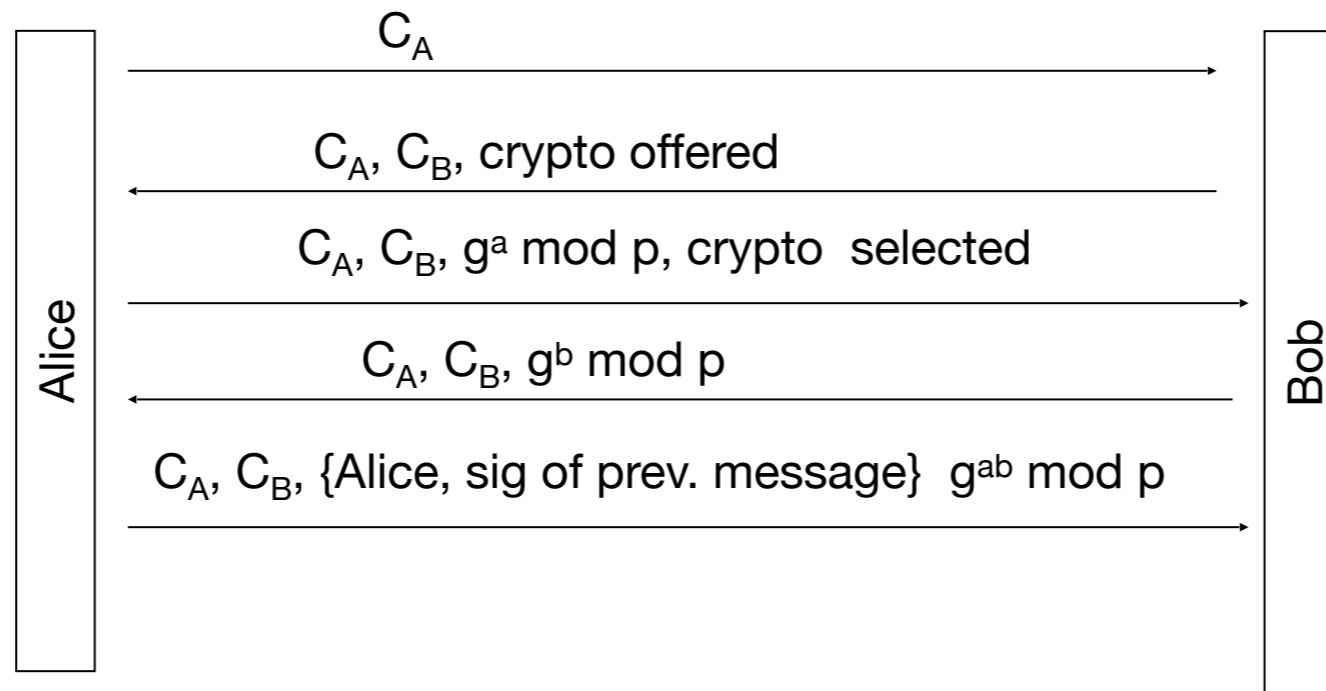 C_A
C_A, C_B, crypto offered
C_A, C_B, g^a mod p, crypto selected
Alice
C_A, C_B, g^b mod p
Bob
C_A, C_B, {Alice, sig of prev. message} g^ab mod p